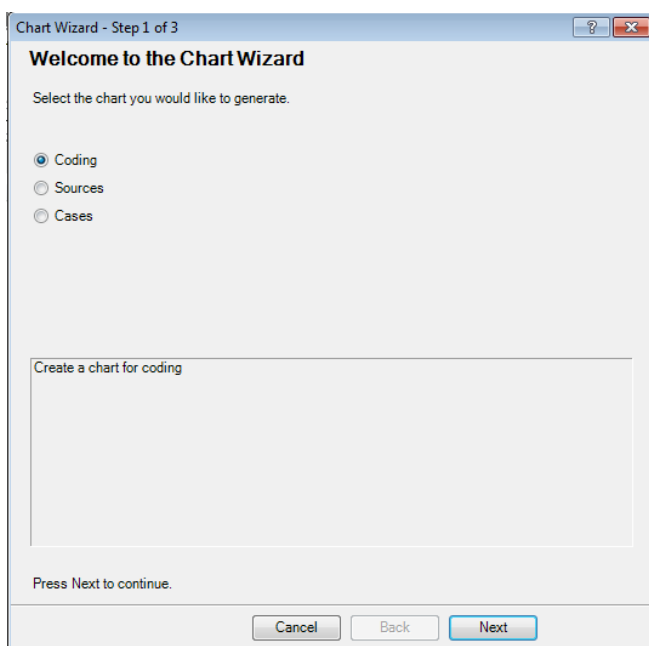 Chart Wizard - Step 1 of 3
Welcome to the Chart Wizard
Select the chart you would like to generate.
Coding
Sources
Cases
Create a chart for coding
Press Next to continue.
Cancel Back Next